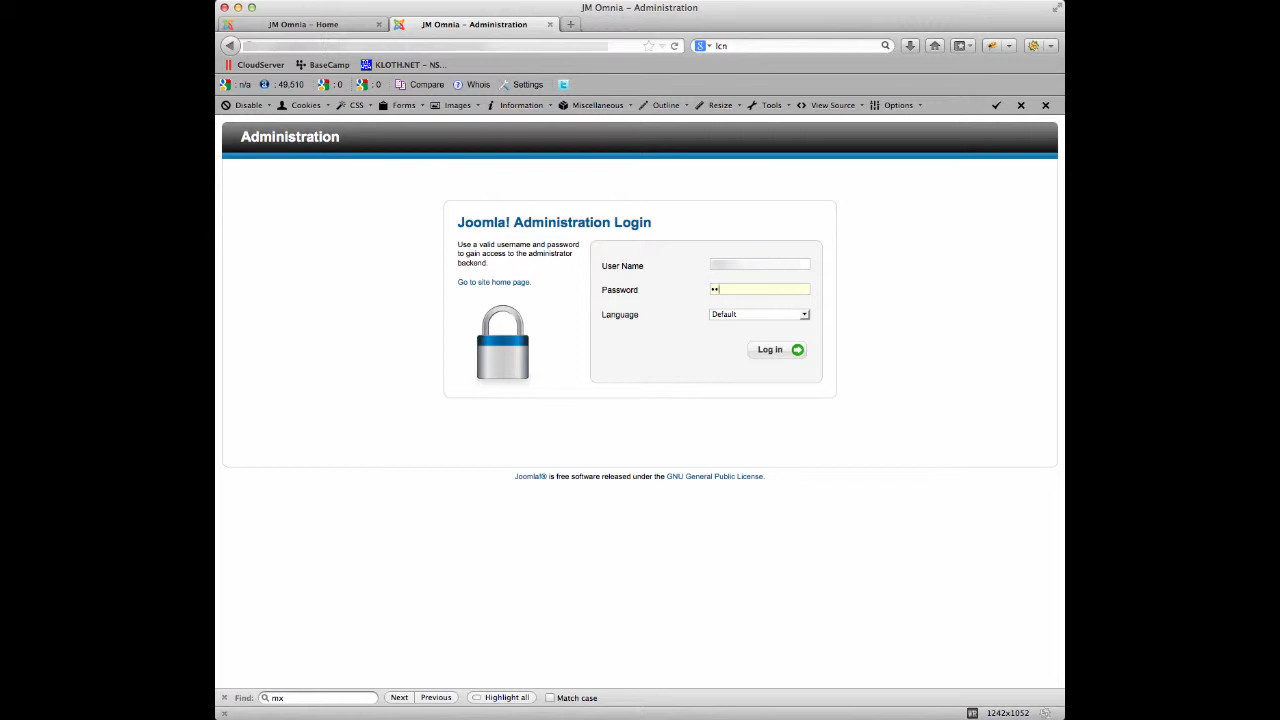 JM Omnia – Administration
JM Omnia – Home
JM Omnia – Administration
lcn
CloudServer
BaseCamp
KLOTH.NET – NS...
: n/a
: 49,510
: 0
: 0
Compare
Whois
Settings
Disable
Cookies
CSS
Forms
Images
Information
Miscellaneous
Outline
Resize
Tools
View Source
Options
Administration
Joomla! Administration Login
Use a valid username and password
to gain access to the administrator
backend.
Go to site home page.
User Name
Password
••
Language
Default
Log in
Joomla!® is free software released under the GNU General Public License.
Find:
mx
Next
Previous
Highlight all
Match case
1242x1052